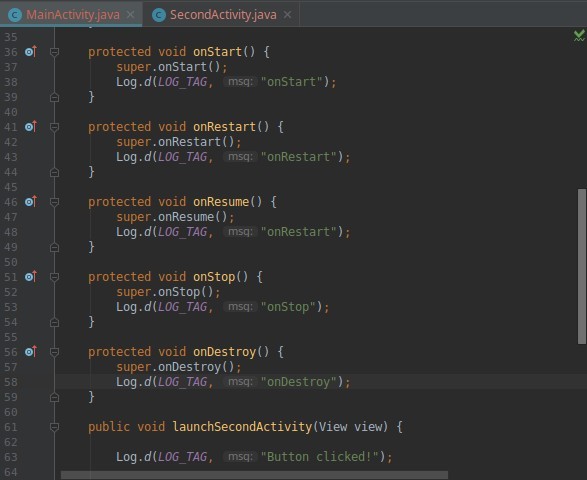 MainActivity.java SecondActivity.java
35
36 protected void onStart() {
37 super.onStart();
38 Log.d(LOG_TAG, msg: "onStart");
39 }
40
41 protected void onRestart() {
42 super.onRestart();
43 Log.d(LOG_TAG, msg: "onRestart");
44 }
45
46 protected void onResume() {
47 super.onResume();
48 Log.d(LOG_TAG, msg: "onRestart");
49 }
50
51 protected void onStop() {
52 super.onStop();
53 Log.d(LOG_TAG, msg: "onStop");
54 }
55
56 protected void onDestroy() {
57 super.onDestroy();
58 Log.d(LOG_TAG, msg: "onDestroy");
59 }
60
61 public void launchSecondActivity(View view) {
62
63 Log.d(LOG_TAG, msg: "Button clicked!");
64